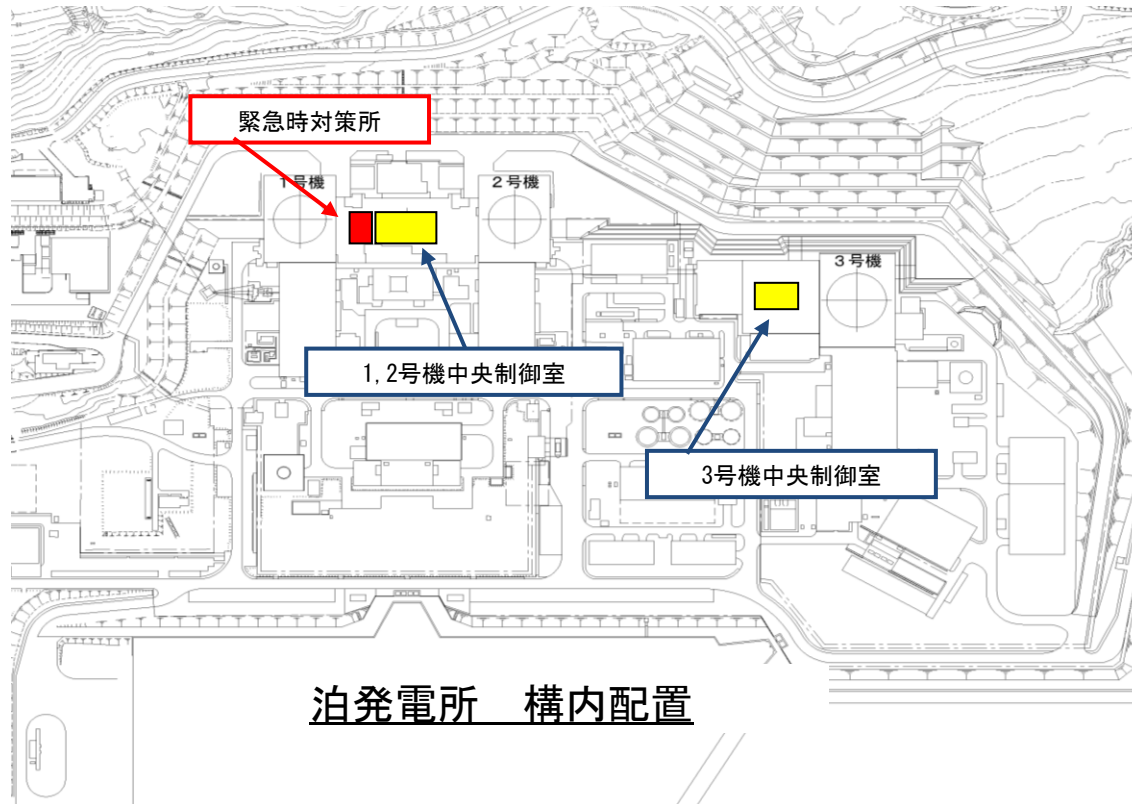 緊急時対策所
1号機
2号機
3号機
1,2号機中央制御室
3号機中央制御室
泊発電所　構内配置